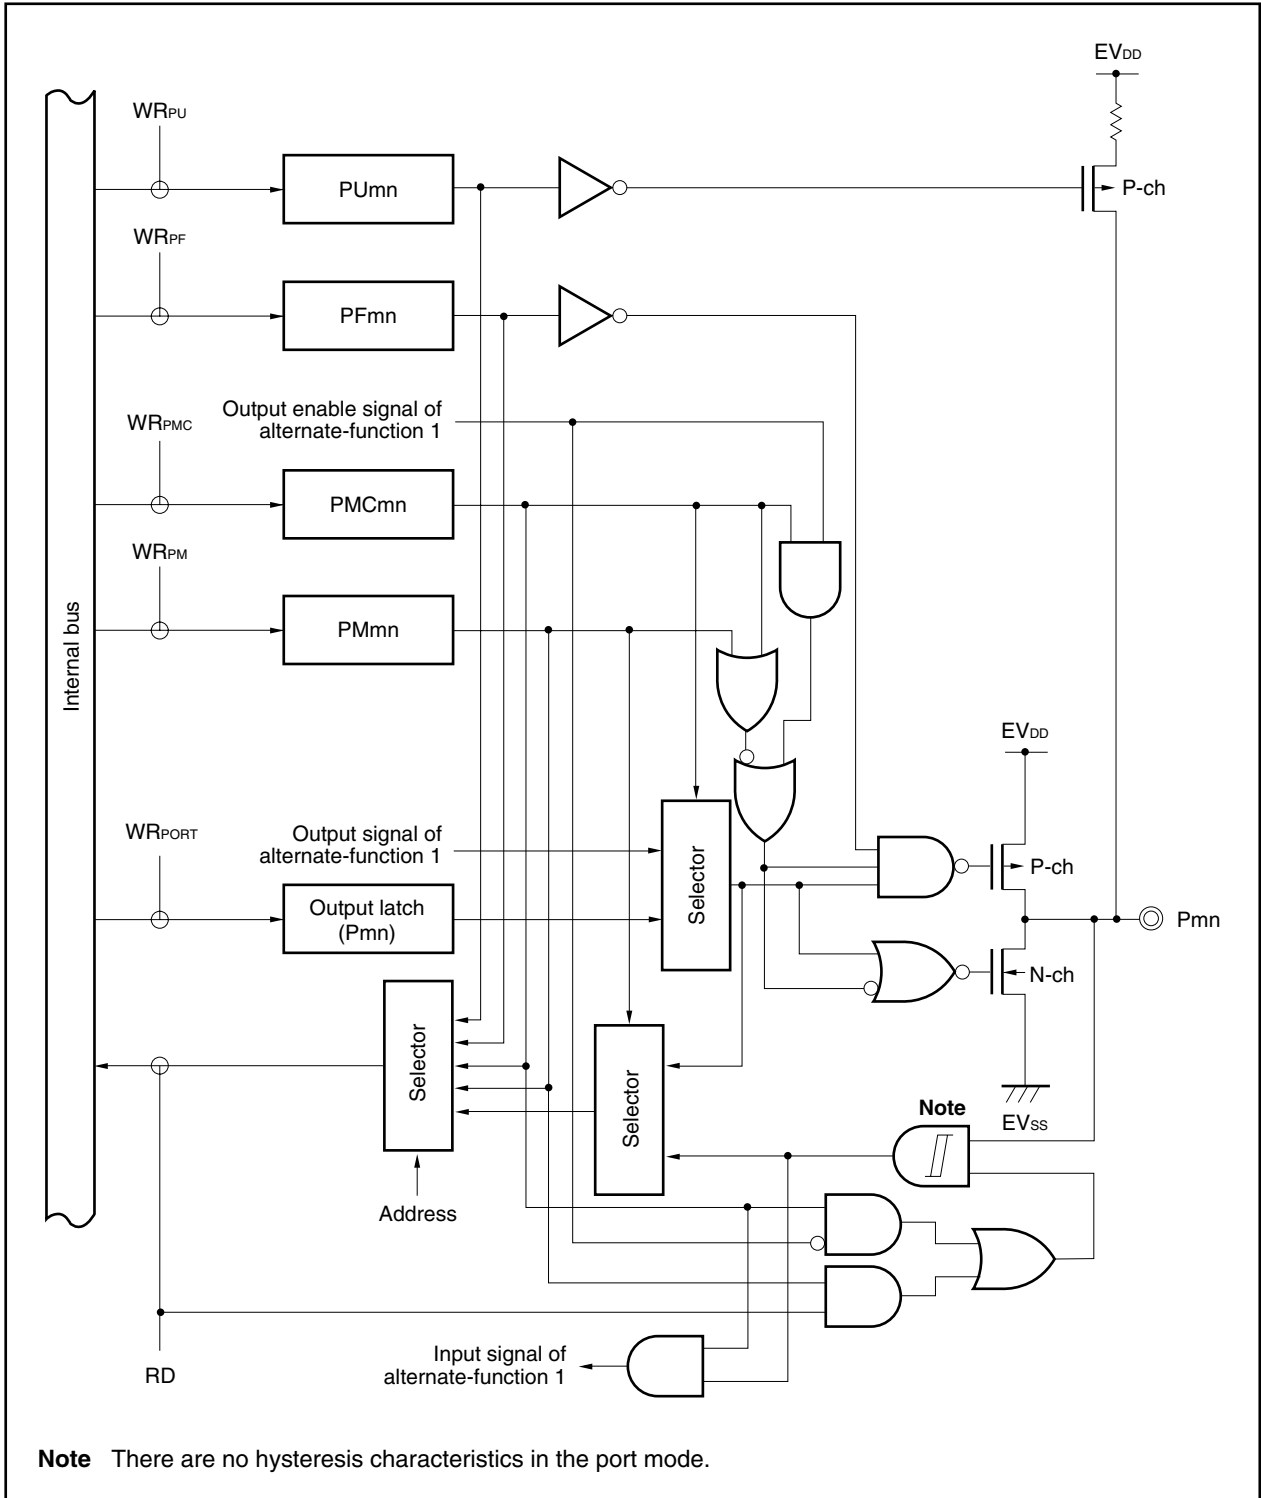 EVDD
WRPU
PUmn
P-ch
WRPF
PFmn
Output enable signal of
alternate-function 1
WRPMC
PMCmn
WRPM
PMmn
Internal bus
EVDD
WRPORT
Output signal of
alternate-function 1
Selector
P-ch
Output latch
(Pmn)
Pmn
N-ch
Selector
Selector
Note
EVSS
Address
Input signal of
alternate-function 1
RD
Note There are no hysteresis characteristics in the port mode.